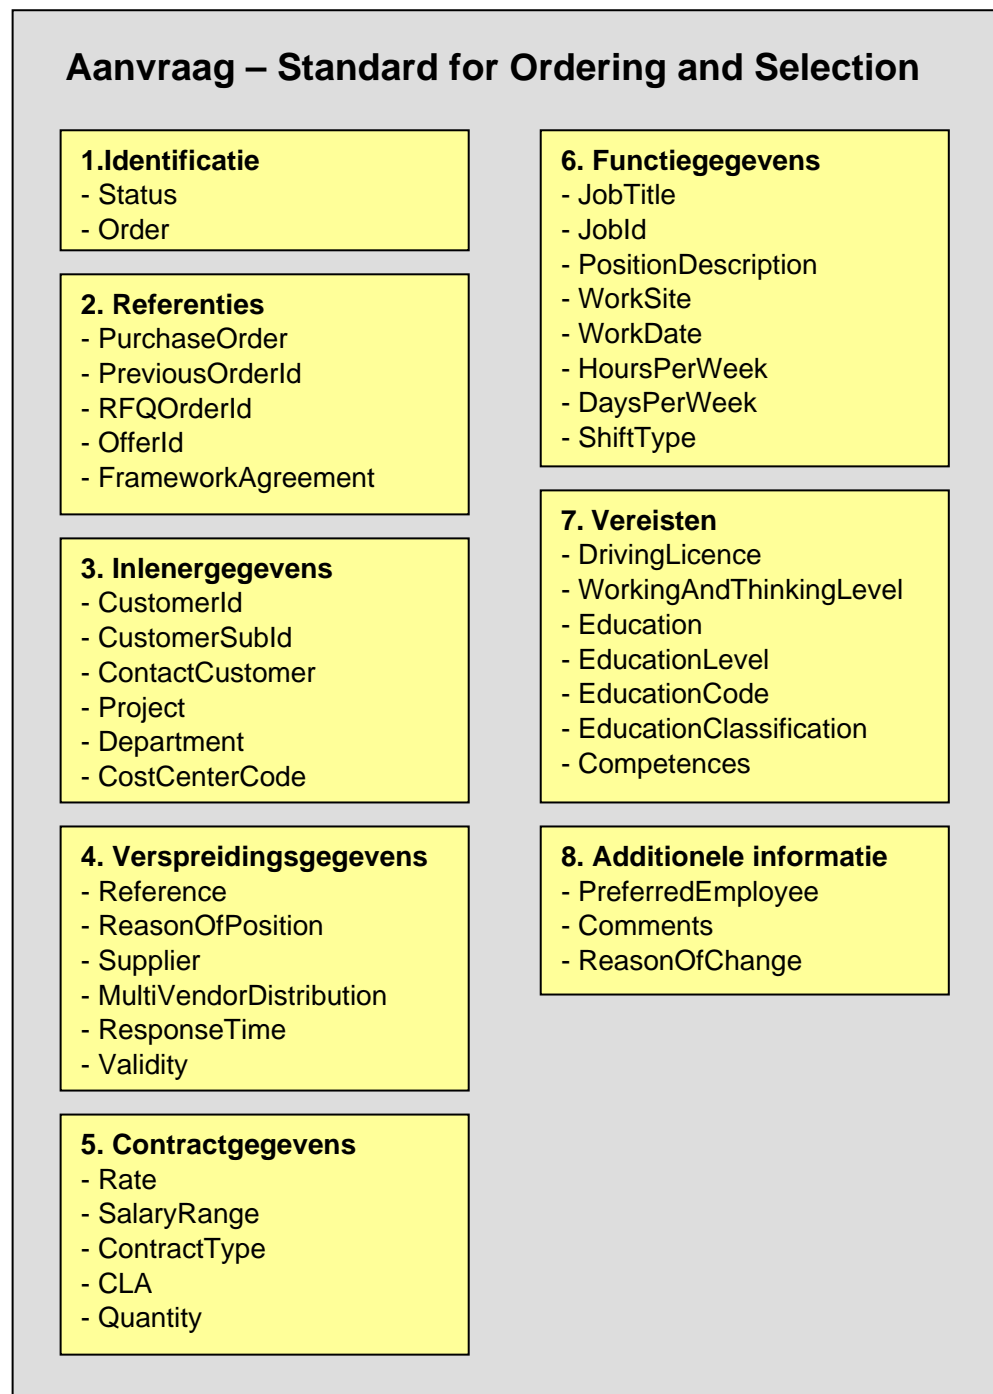 Aanvraag – Standard for Ordering and Selection
1.Identificatie
- Status
- Order
2. Referenties
- PurchaseOrder
- PreviousOrderId
- RFQOrderId
- OfferId
- FrameworkAgreement
3. Inlenergegevens
- CustomerId
- CustomerSubId
- ContactCustomer
- Project
- Department
- CostCenterCode
4. Verspreidingsgegevens
- Reference
- ReasonOfPosition
- Supplier
- MultiVendorDistribution
- ResponseTime
- Validity
5. Contractgegevens
- Rate
- SalaryRange
- ContractType
- CLA
- Quantity
6. Functiegegevens
- JobTitle
- JobId
- PositionDescription
- WorkSite
- WorkDate
- HoursPerWeek
- DaysPerWeek
- ShiftType
7. Vereisten
- DrivingLicence
- WorkingAndThinkingLevel
- Education
- EducationLevel
- EducationCode
- EducationClassification
- Competences
8. Additionele informatie
- PreferredEmployee
- Comments
- ReasonOfChange